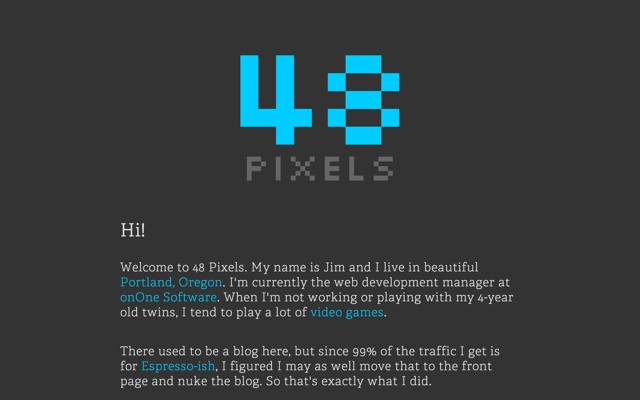 48
PIXELS
Hi!
Welcome to 48 Pixels. My name is Jim and I live in beautiful
Portland, Oregon. I'm currently the web development manager at
onOne Software. When I'm not working or playing with my 4-year
old twins, I tend to play a lot of video games.
There used to be a blog here, but since 99% of the traffic I get is
for Espresso-ish, I figured I may as well move that to the front
page and nuke the blog. So that's exactly what I did.